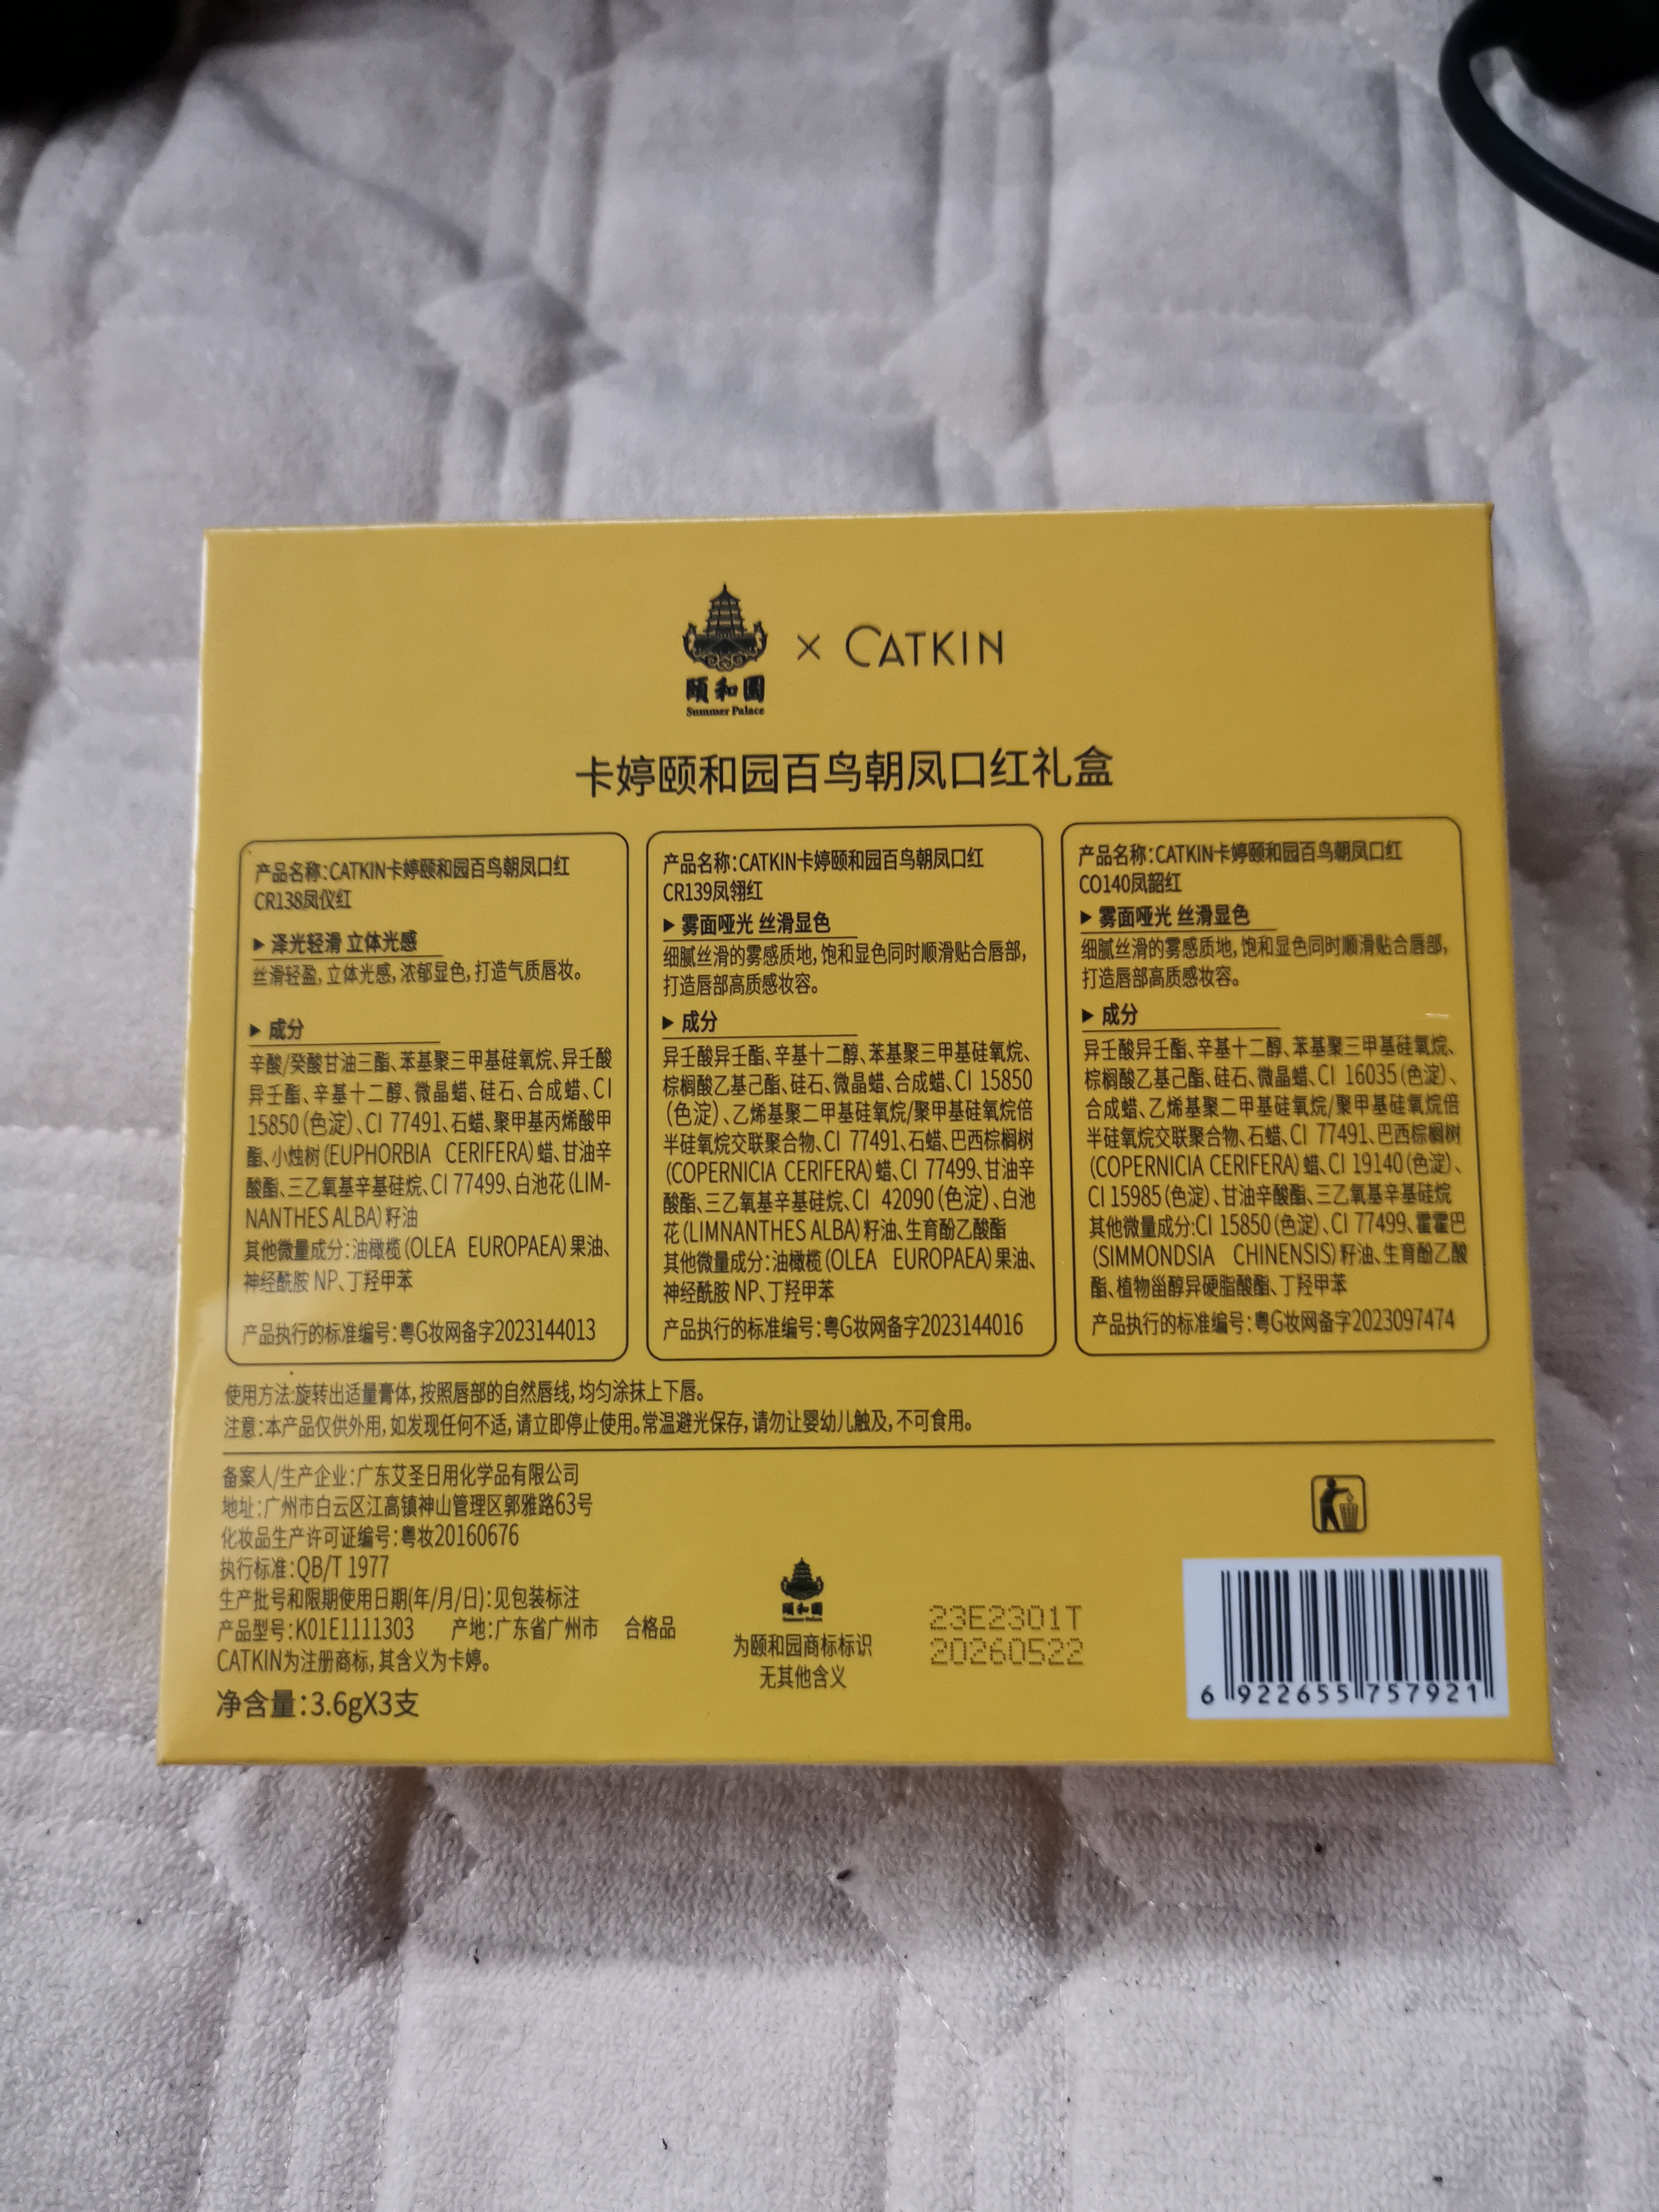 頤和園
Summer Palace
× CATKIN
卡婷颐和园百鸟朝凤口红礼盒
产品名称:CATKIN卡婷颐和园百鸟朝凤口红
CR138凤仪红
▶ 泽光轻滑 立体光感
丝滑轻盈,立体光感,浓郁显色,打造气质唇妆。
▶ 成分
辛酸/癸酸甘油三酯、苯基聚三甲基硅氧烷、异壬酸
异壬酯、辛基十二醇、微晶蜡、硅石、合成蜡、CI
15850(色淀)、CI 77491、石蜡、聚甲基丙烯酸甲
酯、小烛树(EUPHORBIA CERIFERA)蜡、甘油辛
酸酯、三乙氧基辛基硅烷、CI 77499、白池花(LIM-
NANTHES ALBA)籽油
其他微量成分:油橄榄(OLEA EUROPAEA)果油、
神经酰胺 NP、丁羟甲苯
产品执行的标准编号:粤G妆网备字2023144013
产品名称:CATKIN卡婷颐和园百鸟朝凤口红
CR139凤翎红
▶ 雾面哑光 丝滑显色
细腻丝滑的雾感质地,饱和显色同时顺滑贴合唇部,
打造唇部高质感妆容。
▶ 成分
异壬酸异壬酯、辛基十二醇、苯基聚三甲基硅氧烷、
棕榈酸乙基己酯、硅石、微晶蜡、合成蜡、CI 15850
(色淀)、乙烯基聚二甲基硅氧烷/聚甲基硅氧烷倍
半硅氧烷交联聚合物、CI 77491、石蜡、巴西棕榈树
(COPERNICIA CERIFERA)蜡、CI 77499、甘油辛
酸酯、三乙氧基辛基硅烷、CI 42090(色淀)、白池
花(LIMNANTHES ALBA)籽油、生育酚乙酸酯
其他微量成分:油橄榄(OLEA EUROPAEA)果油、
神经酰胺 NP、丁羟甲苯
产品执行的标准编号:粤G妆网备字2023144016
产品名称:CATKIN卡婷颐和园百鸟朝凤口红
CO140凤韶红
▶ 雾面哑光 丝滑显色
细腻丝滑的雾感质地,饱和显色同时顺滑贴合唇部,
打造唇部高质感妆容。
▶ 成分
异壬酸异壬酯、辛基十二醇、苯基聚三甲基硅氧烷、
棕榈酸乙基己酯、硅石、微晶蜡、CI 16035(色淀)、
合成蜡、乙烯基聚二甲基硅氧烷/聚甲基硅氧烷倍
半硅氧烷交联聚合物、石蜡、CI 77491、巴西棕榈树
(COPERNICIA CERIFERA)蜡、CI 19140(色淀)、
CI 15985(色淀)、甘油辛酸酯、三乙氧基辛基硅烷
其他微量成分:CI 15850(色淀)、CI 77499、霍霍巴
(SIMMONDSIA CHINENSIS)籽油、生育酚乙酸
酯、植物甾醇异硬脂酸酯、丁羟甲苯
产品执行的标准编号:粤G妆网备字2023097474
使用方法:旋转出适量膏体,按照唇部的自然唇线,均匀涂抹上下唇。
注意:本产品仅供外用,如发现任何不适,请立即停止使用。常温避光保存,请勿让婴幼儿触及,不可食用。
备案人/生产企业:广东艾圣日用化学品有限公司
地址:广州市白云区江高镇神山管理区郭雅路63号
化妆品生产许可证编号:粤妆20160676
执行标准:QB/T 1977
生产批号和限期使用日期(年/月/日):见包装标注
产品型号:K01E1111303 产地:广东省广州市 合格品
CATKIN为注册商标,其含义为卡婷。
净含量:3.6gX3支
頤和園
Summer Palace
为颐和园商标标识
无其他含义
23E2301T
20260522
6 922655 757921